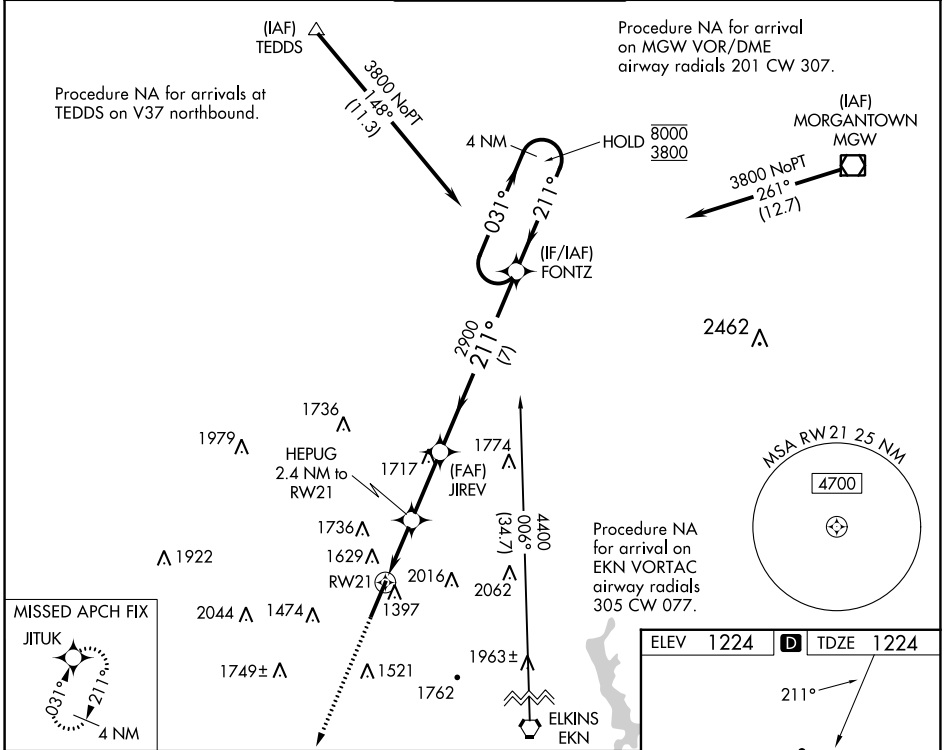 (IAF)
TEDDS
3800 NoPT
148°
(11.3)
Procedure NA for arrivals at
TEDDS on V37 northbound.
Procedure NA for arrival
on MGW VOR/DME
airway radials 201 CW 307.
(IAF)
MORGANTOWN
MGW
3800 NoPT
261°
(12.7)
4 NM
HOLD 8000
3800
031°
211°
(IF/IAF)
FONTZ
2900
211°
(7)
2462
1736
1979
HEPUG
2.4 NM to
RW21
1717
(FAF)
JIREV
1774
4400
006°
(34.7)
MSA RW21 25 NM
4700
1736
1922
1629
RW21
2016
2062
1397
Procedure NA
for arrival on
EKN VORTAC
airway radials
305 CW 077.
2044
1474
1749±
1521
1762
1963±
ELKINS
EKN
MISSED APCH FIX
JITUK
031°
211°
4 NM
ELEV 1224 D TDZE 1224
211°